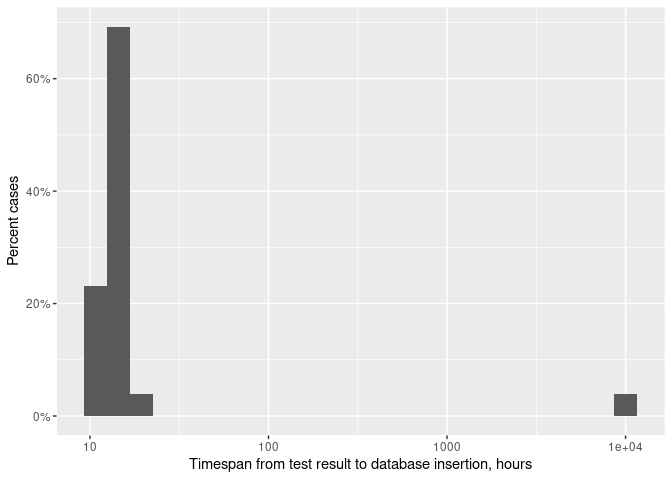 60%
40%
20%
0%
Percent cases
10 100 1000 1e+04
Timespan from test result to database insertion, hours